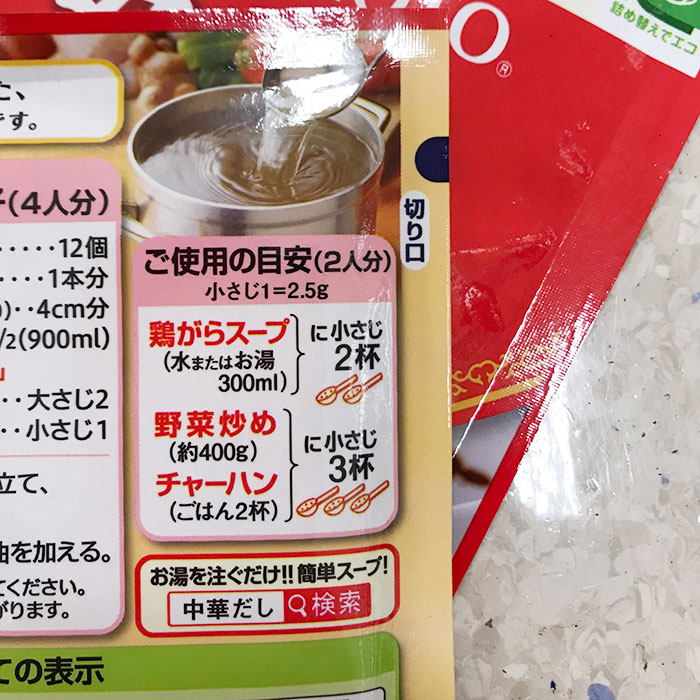 詰め替えでエコ
®
た、
です。
(4人分)
・・・・・12個
・・・・1本分
)・・4cm分
/2(900ml)
」
・・大さじ2
・・小さじ1
立て、
油を加える。
てください。
がります。
切り口
ご使用の目安(2人分)
小さじ1=2.5g
鶏がらスープ
(水またはお湯
300ml)
に小さじ
2杯
野菜炒め
(約400g)
チャーハン
(ごはん2杯)
に小さじ
3杯
お湯を注ぐだけ!!簡単スープ!
中華だし 検索
ての表示